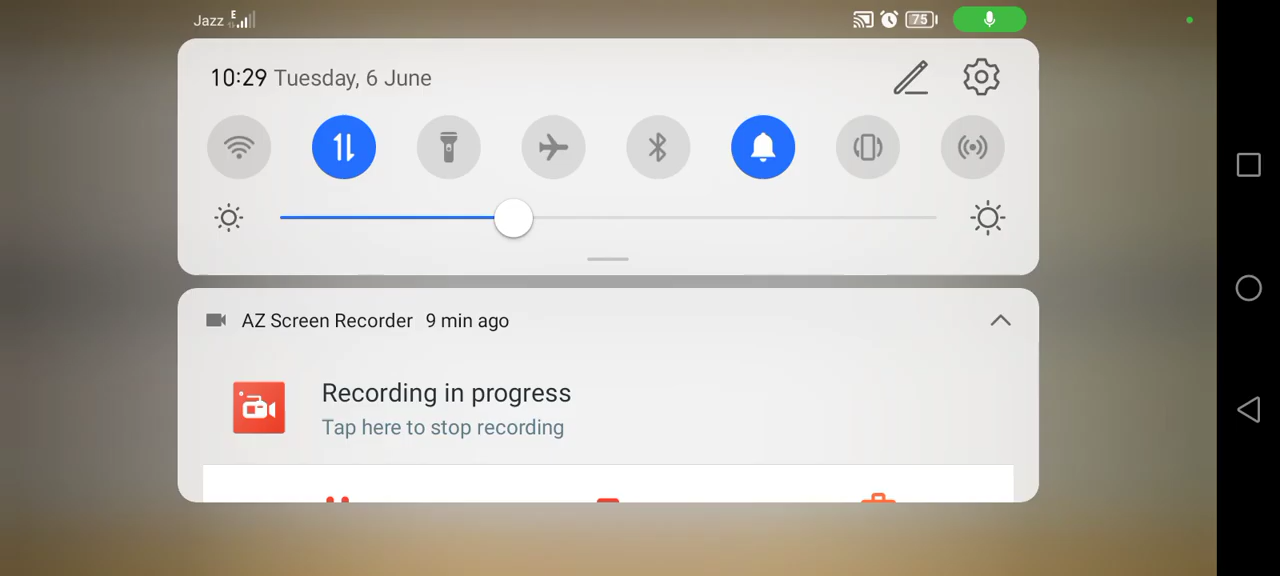 Jazz E
75
10:29 Tuesday, 6 June
AZ Screen Recorder 9 min ago
Recording in progress
Tap here to stop recording